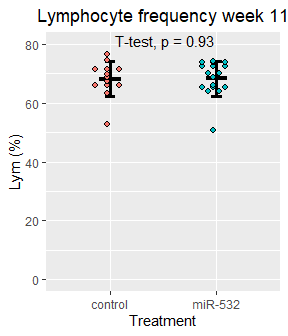 Lymphocyte frequency week 11
T-test, p = 0.93
80
60
40
20
0
Lym (%)
control miR-532
Treatment